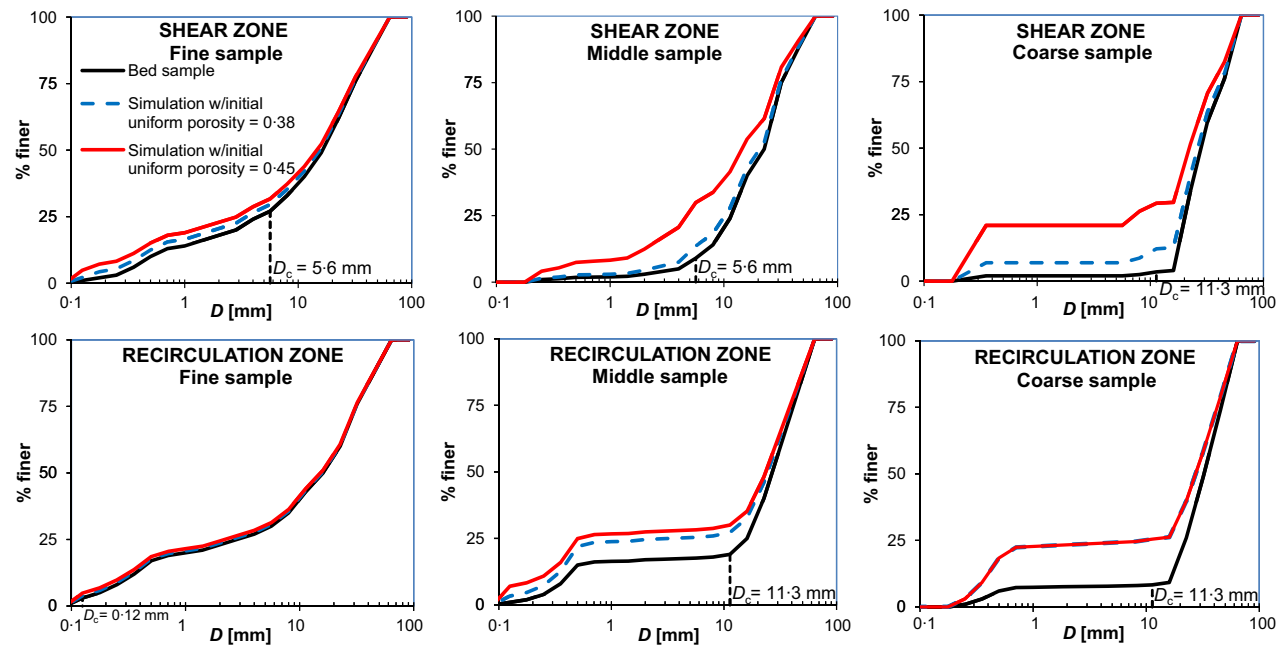 100
75
50
25
0
% finer
SHEAR ZONE
Fine sample
Bed sample
Simulation w/initial
uniform porosity = 0·38
Simulation w/initial
uniform porosity = 0·45
Dc = 5·6 mm
0·1
1
10
100
D [mm]
100
75
50
25
0
% finer
SHEAR ZONE
Middle sample
Dc= 5·6 mm
0·1
1
10
100
D [mm]
100
75
50
25
0
% finer
SHEAR ZONE
Coarse sample
Dc= 11·3 mm
0·1
1
10
100
D [mm]
100
75
50
25
0
% finer
RECIRCULATION ZONE
Fine sample
Dc= 0·12 mm
0·1
1
10
100
D [mm]
100
75
50
25
0
% finer
RECIRCULATION ZONE
Middle sample
Dc= 11·3 mm
0·1
1
10
100
D [mm]
100
75
50
25
0
% finer
RECIRCULATION ZONE
Coarse sample
Dc= 11·3 mm
0·1
1
10
100
D [mm]